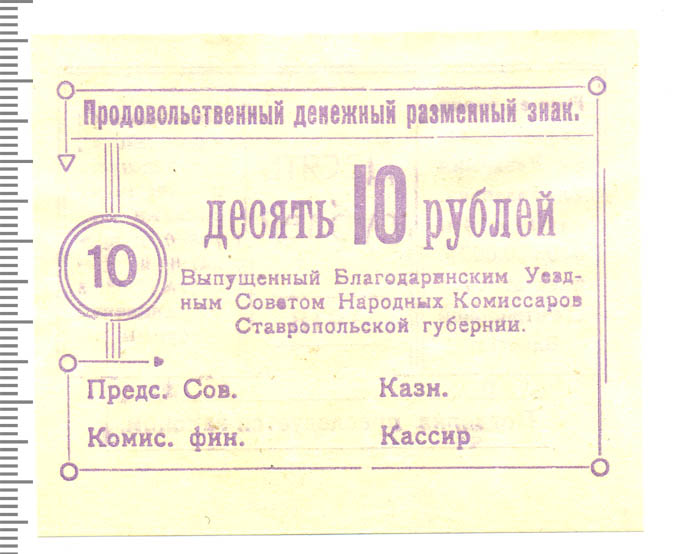 Продовольственный денежный разменный знак.
десять 10 рублей
10
Выпущенный Благодаринским Уезд-
ным Советом Народных Комиссаров
Ставропольской губернии.
Предс. Сов. Казн.
Комис. фин. Кассир